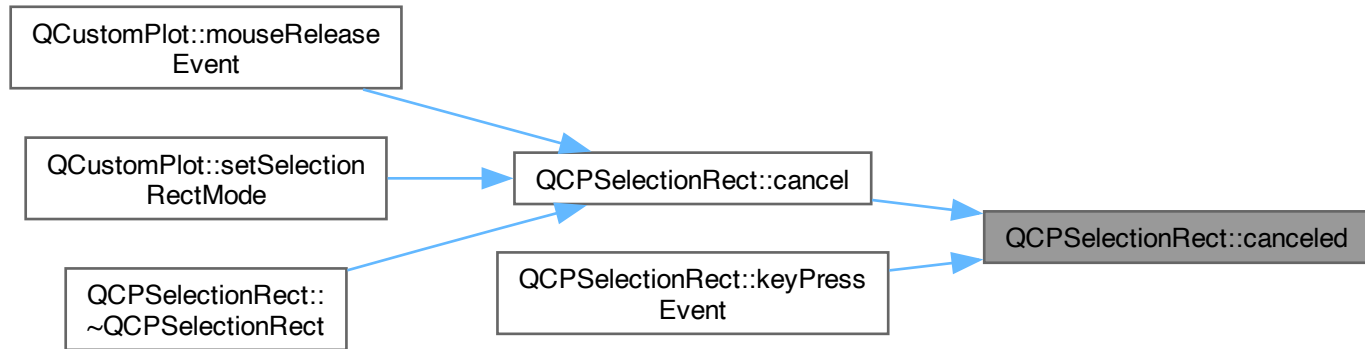 QCustomPlot::mouseRelease
Event
QCustomPlot::setSelection
RectMode
QCPSelectionRect::
~QCPSelectionRect
QCPSelectionRect::cancel
QCPSelectionRect::keyPress
Event
QCPSelectionRect::canceled